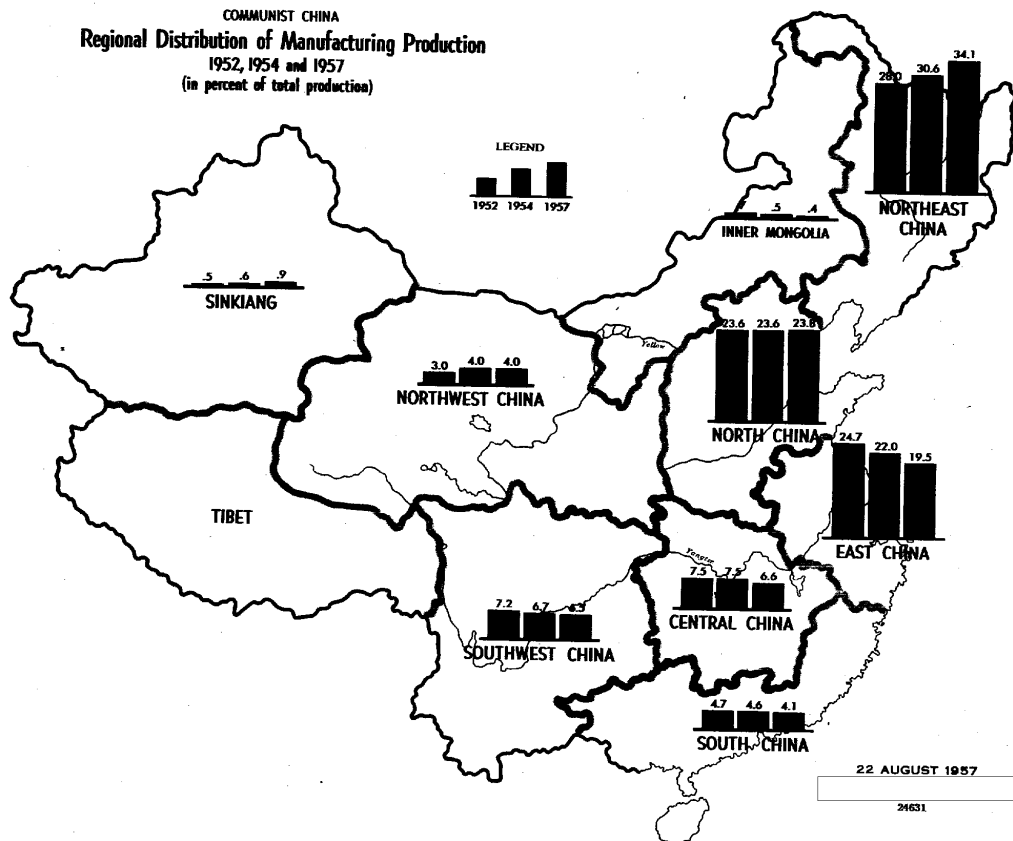 COMMUNIST CHINA
Regional Distribution of Manufacturing Production
1952, 1954 and 1957
(in percent of total production)
LEGEND
1952 1954 1957
28.0 30.6 34.1
NORTHEAST
CHINA
.5 .4
INNER MONGOLIA
.5 .6 .9
SINKIANG
Yellow
23.6 23.6 23.8
NORTH CHINA
3.0 4.0 4.0
NORTHWEST CHINA
24.7 22.0 19.5
EAST CHINA
TIBET
Yangtze
7.5 7.5 6.6
CENTRAL CHINA
7.2 6.7
SOUTHWEST CHINA
4.7 4.6 4.1
SOUTH CHINA
22 AUGUST 1957
24631